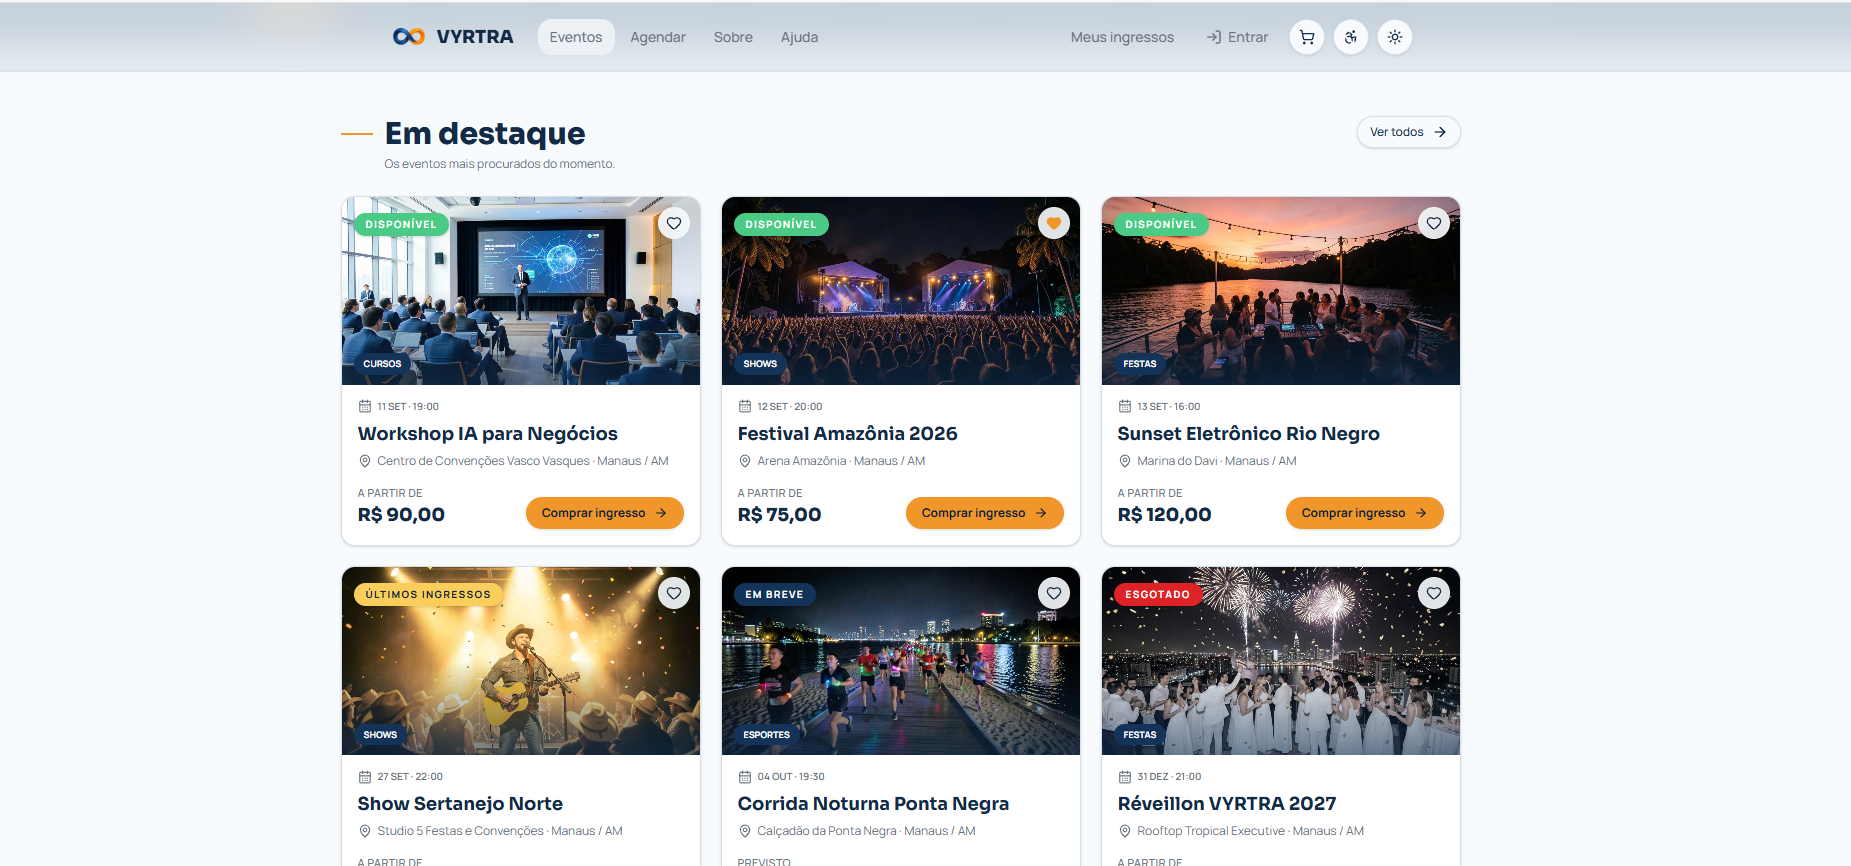 VYRTRA Eventos Agendar Sobre Ajuda Meus ingressos Entrar
Em destaque
Ver todos
Os eventos mais procurados do momento.
DISPONÍVEL
CURSOS
11 SET · 19:00
Workshop IA para Negócios
Centro de Convenções Vasco Vasques · Manaus / AM
A PARTIR DE
R$ 90,00
Comprar ingresso
DISPONÍVEL
SHOWS
12 SET · 20:00
Festival Amazônia 2026
Arena Amazônia · Manaus / AM
A PARTIR DE
R$ 75,00
Comprar ingresso
DISPONÍVEL
FESTAS
13 SET · 16:00
Sunset Eletrônico Rio Negro
Marina do Davi · Manaus / AM
A PARTIR DE
R$ 120,00
Comprar ingresso
ÚLTIMOS INGRESSOS
SHOWS
27 SET · 22:00
Show Sertanejo Norte
Studio 5 Festas e Convenções · Manaus / AM
A PARTIR DE
EM BREVE
ESPORTES
04 OUT · 19:30
Corrida Noturna Ponta Negra
Calçadão da Ponta Negra · Manaus / AM
PREVISTO
ESGOTADO
FESTAS
31 DEZ · 21:00
Réveillon VYRTRA 2027
Rooftop Tropical Executive · Manaus / AM
A PARTIR DE